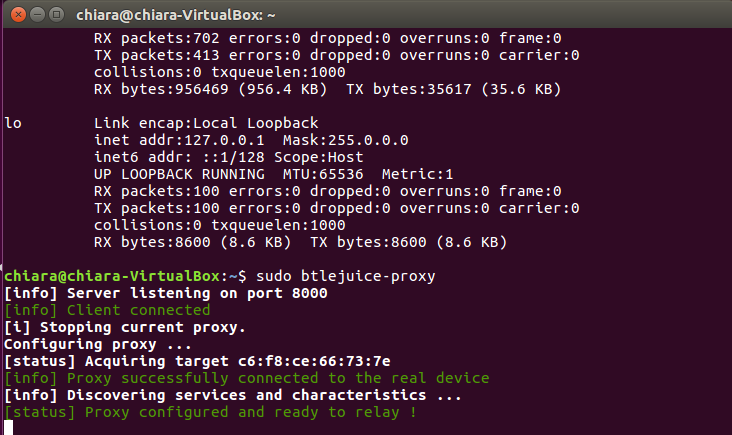 chiara@chiara-VirtualBox: ~
RX packets:702 errors:0 dropped:0 overruns:0 frame:0
TX packets:413 errors:0 dropped:0 overruns:0 carrier:0
collisions:0 txqueuelen:1000
RX bytes:956469 (956.4 KB)  TX bytes:35617 (35.6 KB)
lo        Link encap:Local Loopback
inet addr:127.0.0.1  Mask:255.0.0.0
inet6 addr: ::1/128 Scope:Host
UP LOOPBACK RUNNING  MTU:65536  Metric:1
RX packets:100 errors:0 dropped:0 overruns:0 frame:0
TX packets:100 errors:0 dropped:0 overruns:0 carrier:0
collisions:0 txqueuelen:1000
RX bytes:8600 (8.6 KB)  TX bytes:8600 (8.6 KB)
chiara@chiara-VirtualBox:~$ sudo btlejuice-proxy
[info] Server listening on port 8000
[info] Client connected
[i] Stopping current proxy.
Configuring proxy ...
[status] Acquiring target c6:f8:ce:66:73:7e
[info] Proxy successfully connected to the real device
[info] Discovering services and characteristics ...
[status] Proxy configured and ready to relay !